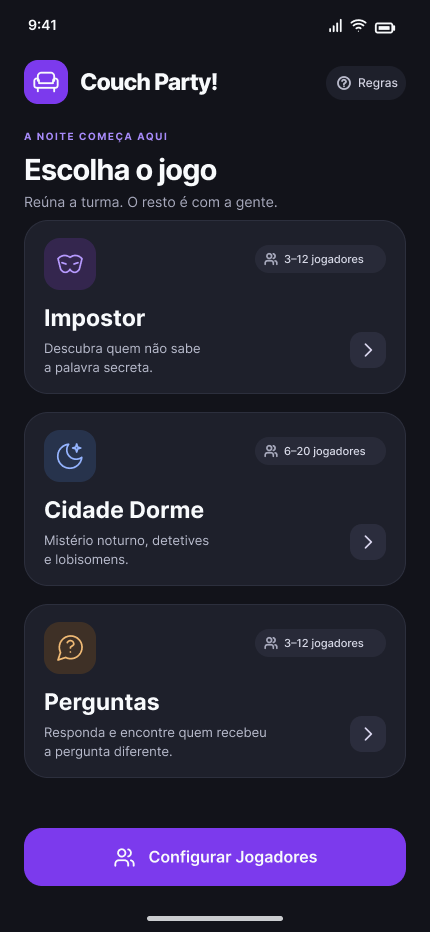 9:41
Couch Party!
Regras
A NOITE COMEÇA AQUI
Escolha o jogo
Reúna a turma. O resto é com a gente.
3–12 jogadores
Impostor
Descubra quem não sabe
a palavra secreta.
6–20 jogadores
Cidade Dorme
Mistério noturno, detetives
e lobisomens.
3–12 jogadores
Perguntas
Responda e encontre quem recebeu
a pergunta diferente.
Configurar Jogadores